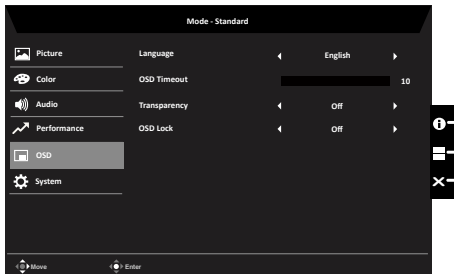 Mode - Standard
Picture
Color
Audio
Performance
OSD
System
Language English
OSD Timeout 10
Transparency Off
OSD Lock Off
Move Enter